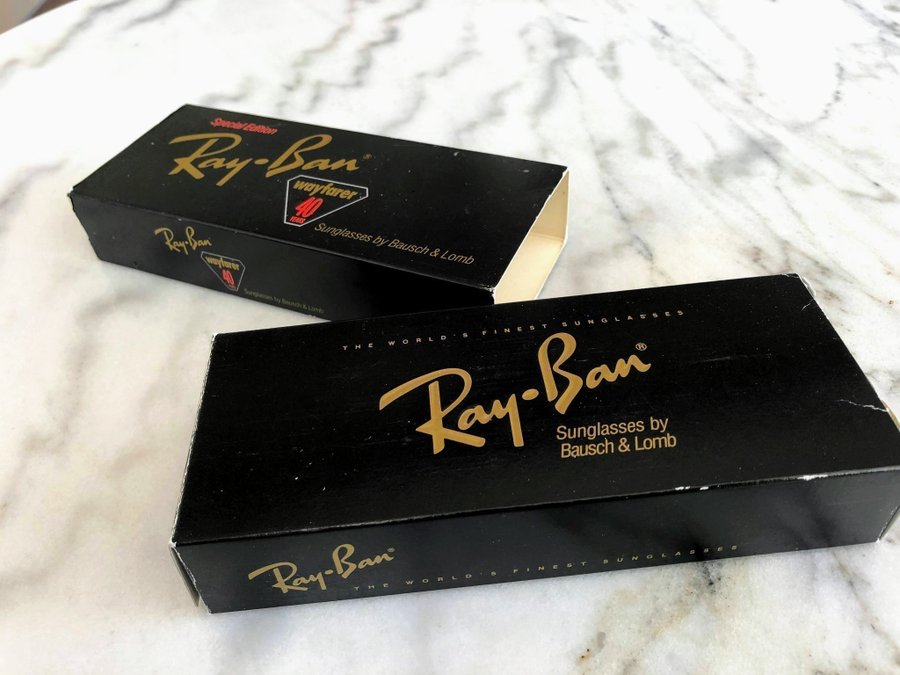 Special Edition
Ray-Ban®
wayfarer
40
YEARS
Sunglasses by Bausch & Lomb
Ray-Ban
wayfarer
40
Sunglasses by Bausch & Lomb
THE WORLD'S FINEST SUNGLASSES
Ray-Ban®
Sunglasses by
Bausch & Lomb
Ray-Ban®
THE WORLD'S FINEST SUNGLASSES